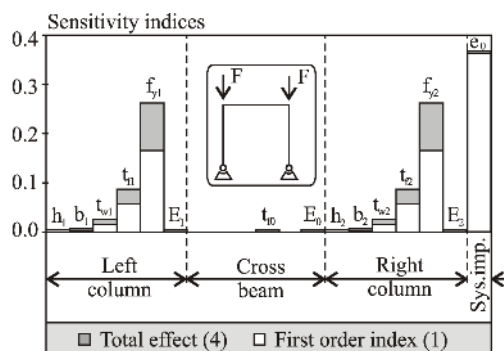 Sensitivity indices
0.4
0.3
0.2
0.1
0.0
h1
b1
tw1
tf1
fy1
E1
F
F
tf0
E0
h2
b2
tw2
tf2
fy2
E3
e0
Left column
Cross beam
Right column
Sys.imp.
Total effect (4)
First order index (1)